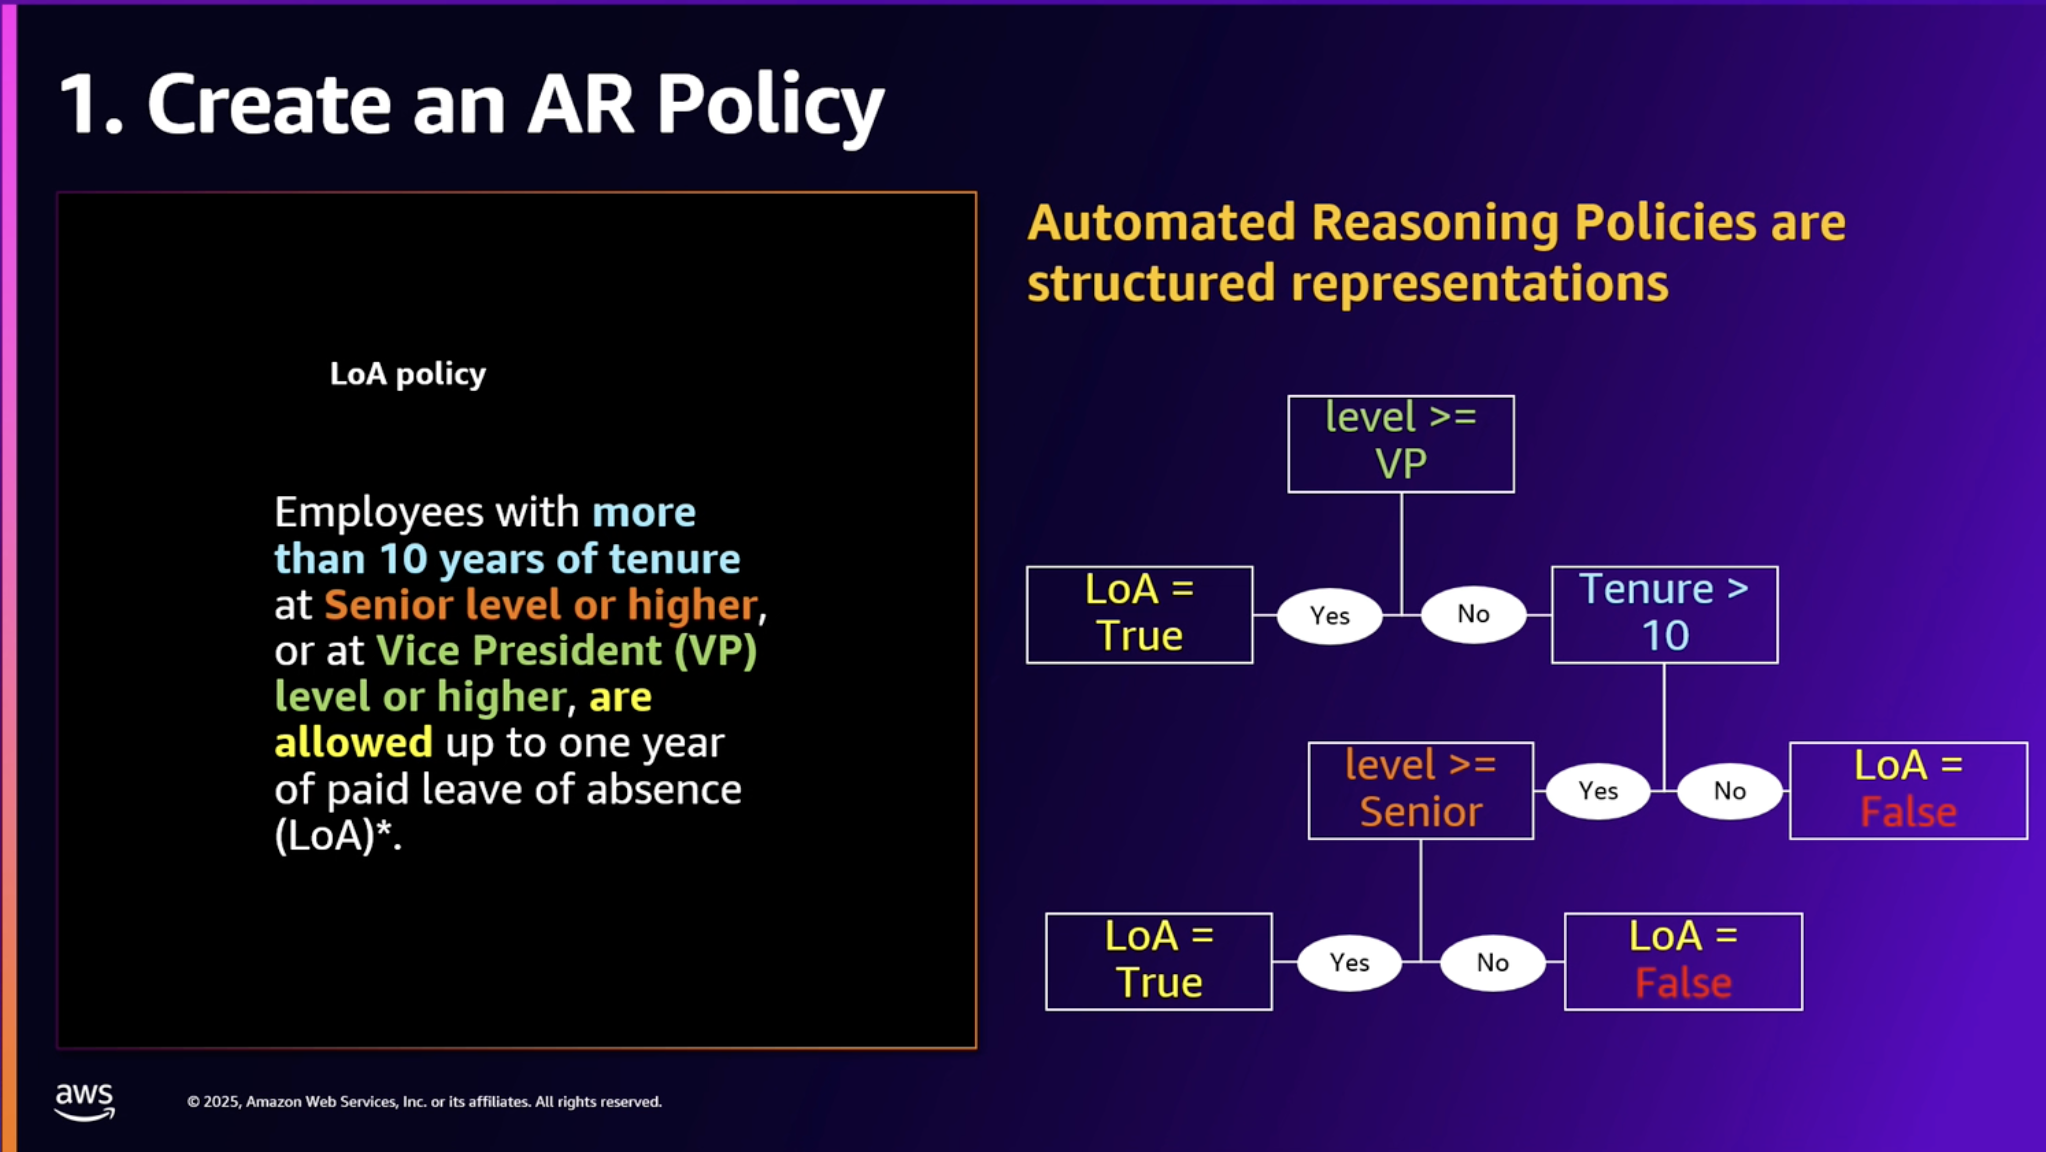 1. Create an AR Policy
LoA policy
Employees with more
than 10 years of tenure
at Senior level or higher,
or at Vice President (VP)
level or higher, are
allowed up to one year
of paid leave of absence
(LoA)*.
Automated Reasoning Policies are
structured representations
level >=
VP
LoA =
True
Yes
No
Tenure >
10
level >=
Senior
Yes
No
LoA =
False
LoA =
True
Yes
No
LoA =
False
aws
© 2025, Amazon Web Services, Inc. or its affiliates. All rights reserved.